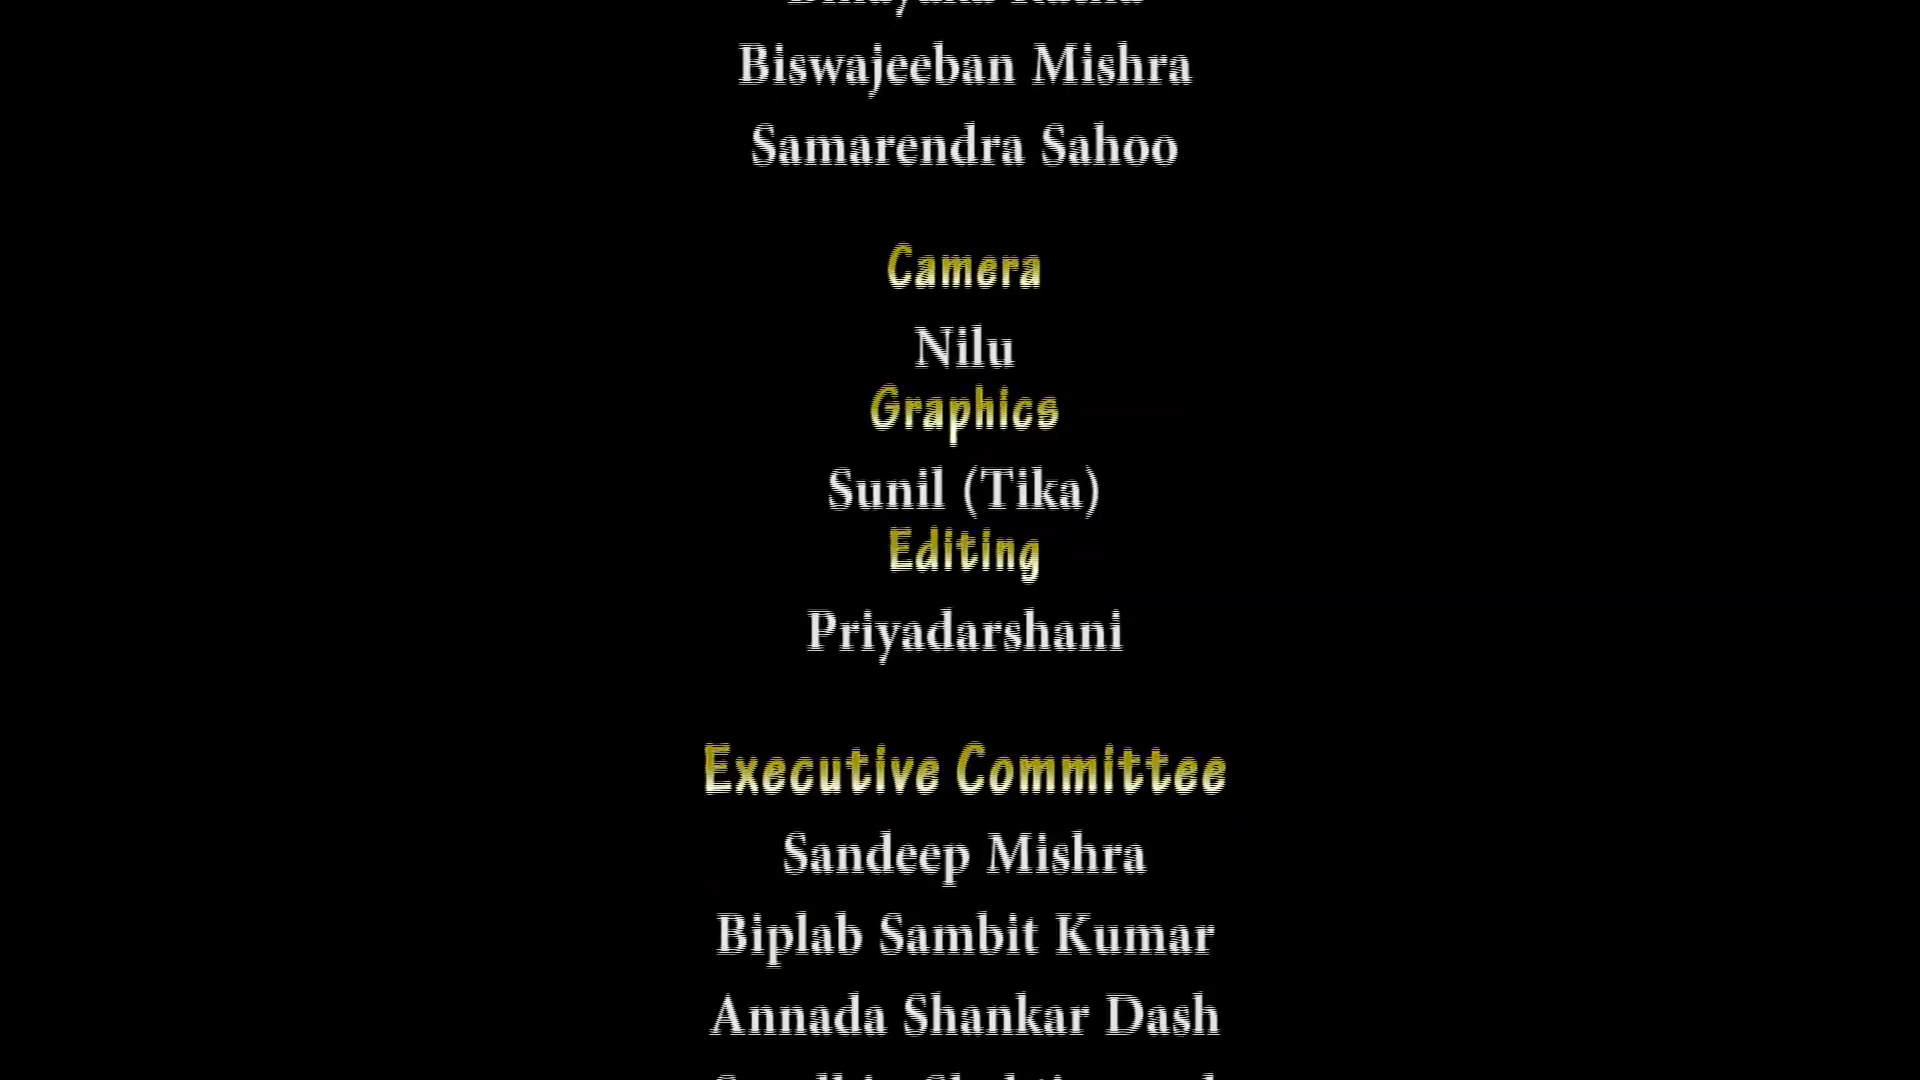 Biswajeeban Mishra
Samarendra Sahoo
Camera
Nilu
Graphics
Sunil (Tika)
Editing
Priyadarshani
Executive Committee
Sandeep Mishra
Biplab Sambit Kumar
Annada Shankar Dash